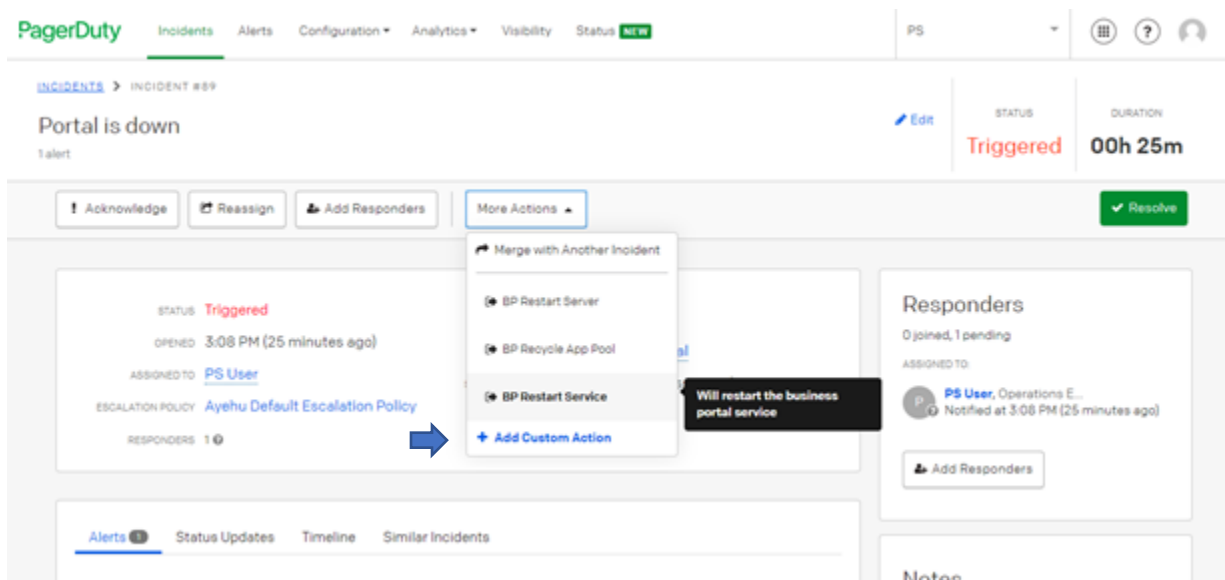 PagerDuty Incidents Alerts Configuration Analytics Visibility Status NEW PS ?
INCIDENTS > INCIDENT #89
Portal is down
1 alert
Edit
STATUS
Triggered
DURATION
00h 25m
! Acknowledge Reassign Add Responders More Actions Resolve
Merge with Another Incident
BP Restart Server
BP Recycle App Pool
BP Restart Service
+ Add Custom Action
Will restart the business
portal service
STATUS Triggered
OPENED 3:08 PM (25 minutes ago)
ASSIGNED TO PS User
ESCALATION POLICY Ayehu Default Escalation Policy
RESPONDERS 1
al
Responders
0 joined, 1 pending
ASSIGNED TO:
P
PS User, Operations E...
Notified at 3:08 PM (25 minutes ago)
Add Responders
Alerts 1 Status Updates Timeline Similar Incidents
Notes